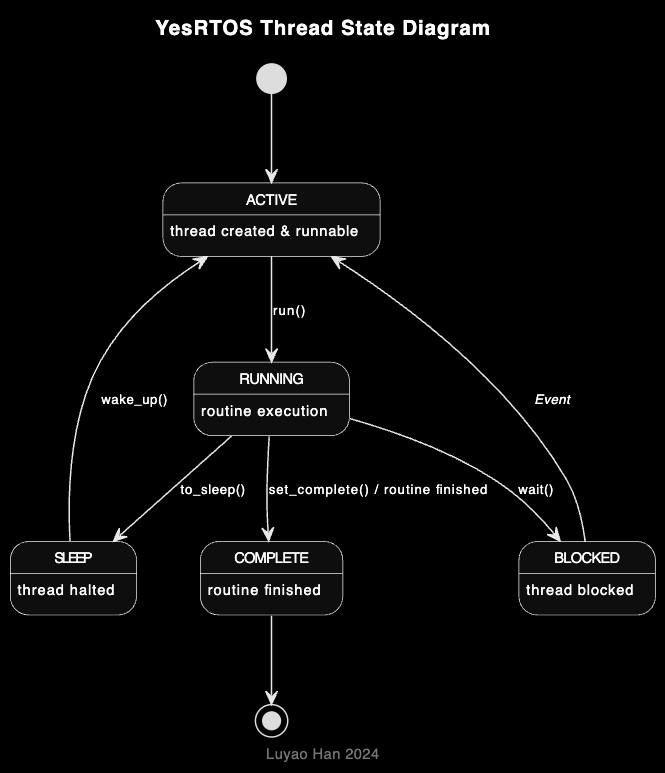 YesRTOS Thread State Diagram
ACTIVE
thread created & runnable
run()
RUNNING
routine execution
wake_up()
Event
to_sleep()
set_complete() / routine finished
wait()
SLEEP
thread halted
COMPLETE
routine finished
BLOCKED
thread blocked
Luyao Han 2024